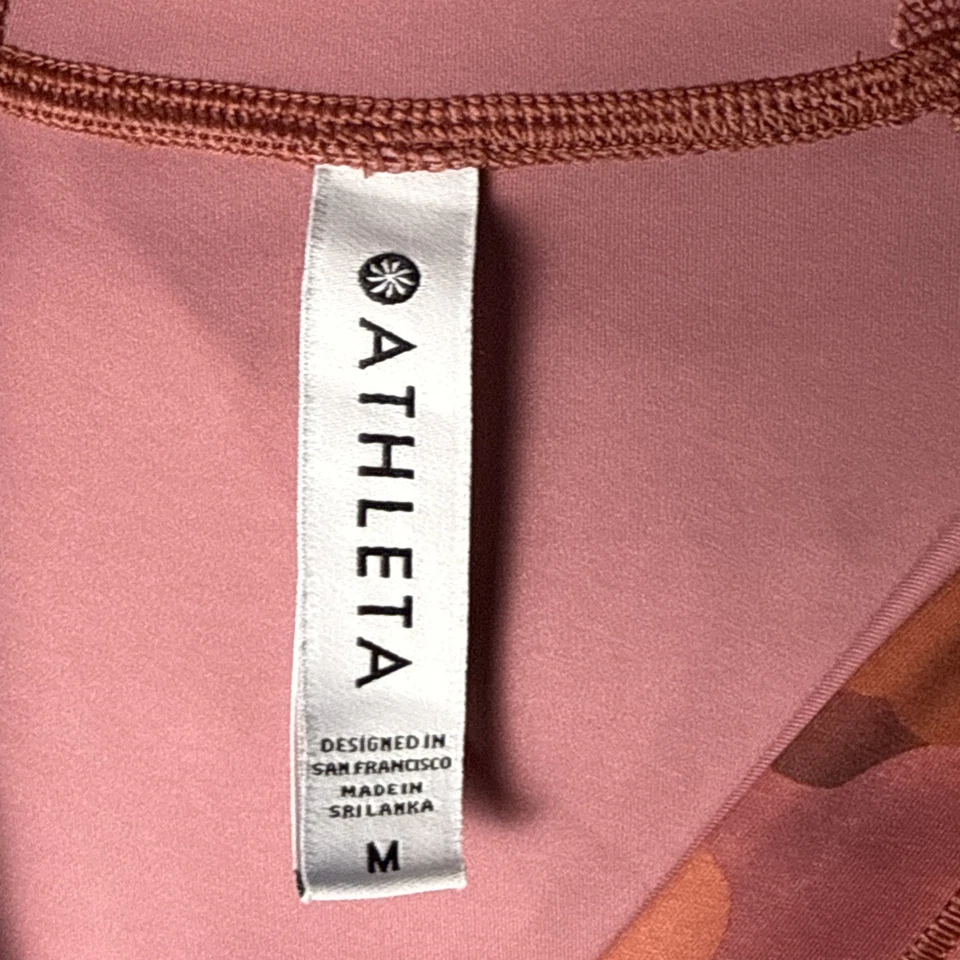 ATHLETA
DESIGNED IN
SAN FRANCISCO
MADE IN
SRI LANKA
M